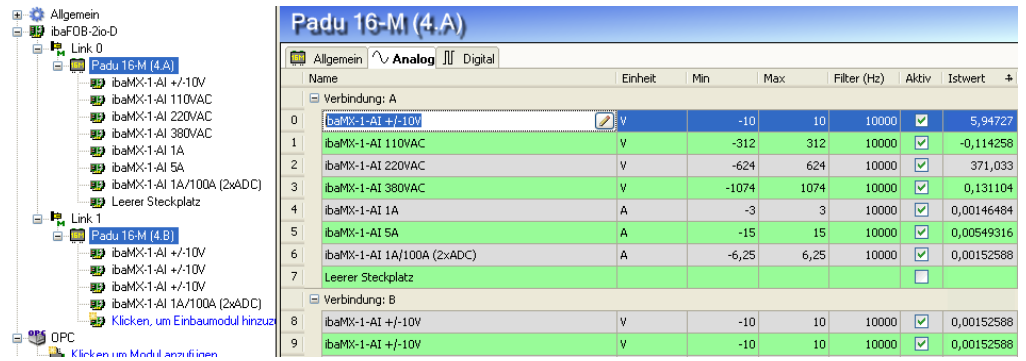 Allgemein
ibaFOB-2io-D
Link 0
Padu 16-M (4.A)
ibaMX-1-AI +/-10V
ibaMX-1-AI 110VAC
ibaMX-1-AI 220VAC
ibaMX-1-AI 380VAC
ibaMX-1-AI 1A
ibaMX-1-AI 5A
ibaMX-1-AI 1A/100A (2xADC)
Leerer Steckplatz
Link 1
Padu 16-M (4.B)
ibaMX-1-AI +/-10V
ibaMX-1-AI +/-10V
ibaMX-1-AI +/-10V
ibaMX-1-AI 1A/100A (2xADC)
Klicken, um Einbaumodul hinzu
OPC
Klicken um Modul anzufügen
Padu 16-M (4.A)
Allgemein Analog Digital
Name Einheit Min Max Filter (Hz) Aktiv Istwert
Verbindung: A
0 ibaMX-1-AI +/-10V V -10 10 10000 5,94727
1 ibaMX-1-AI 110VAC V -312 312 10000 -0,114258
2 ibaMX-1-AI 220VAC V -624 624 10000 371,033
3 ibaMX-1-AI 380VAC V -1074 1074 10000 0,131104
4 ibaMX-1-AI 1A A -3 3 10000 0,00146484
5 ibaMX-1-AI 5A A -15 15 10000 0,00549316
6 ibaMX-1-AI 1A/100A (2xADC) A -6,25 6,25 10000 0,00152588
7 Leerer Steckplatz
Verbindung: B
8 ibaMX-1-AI +/-10V V -10 10 10000 0,00152588
9 ibaMX-1-AI +/-10V V -10 10 10000 0,00152588